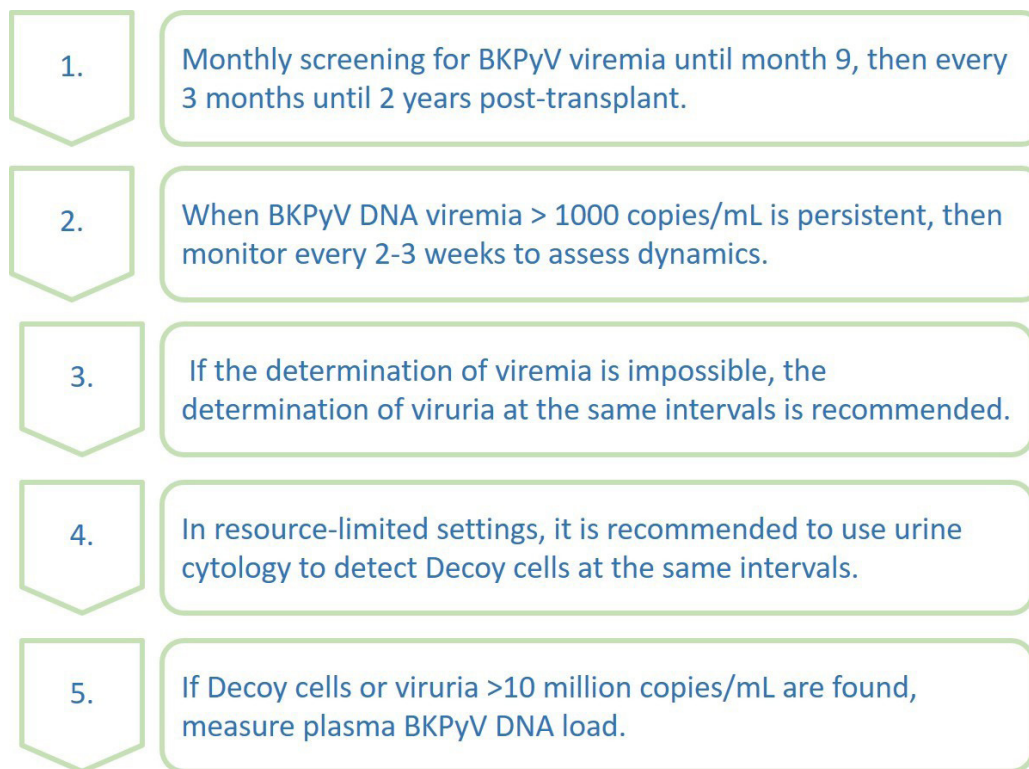 1.
Monthly screening for BKPyV viremia until month 9, then every
3 months until 2 years post-transplant.
2.
When BKPyV DNA viremia > 1000 copies/mL is persistent, then
monitor every 2-3 weeks to assess dynamics.
3.
If the determination of viremia is impossible, the
determination of viruria at the same intervals is recommended.
4.
In resource-limited settings, it is recommended to use urine
cytology to detect Decoy cells at the same intervals.
5.
If Decoy cells or viruria >10 million copies/mL are found,
measure plasma BKPyV DNA load.